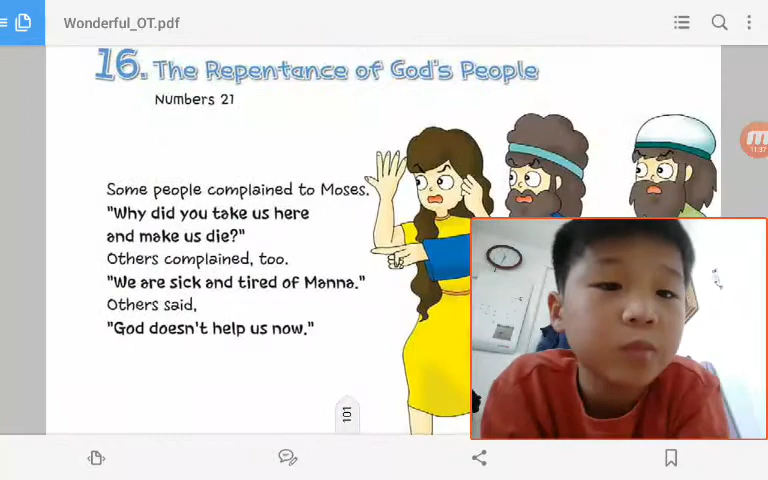 Wonderful_OT.pdf
11:37
16. The Repentance of God's People
Numbers 21
Some people complained to Moses.
"Why did you take us here
and make us die?"
Others complained, too.
"We are sick and tired of Manna."
Others said,
"God doesn't help us now."
101